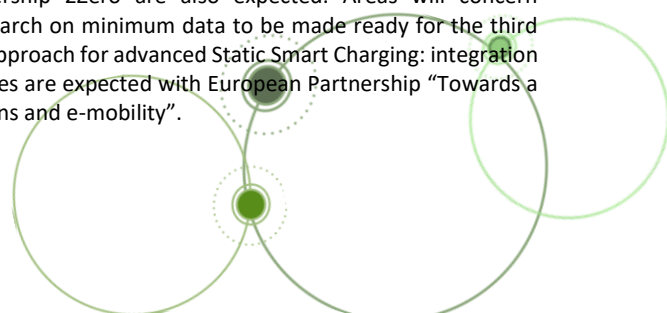 ership 2Zero are also expected. Areas will concern
arch on minimum data to be made ready for the third
pproach for advanced Static Smart Charging: integration
es are expected with European Partnership “Towards a
ns and e-mobility”.